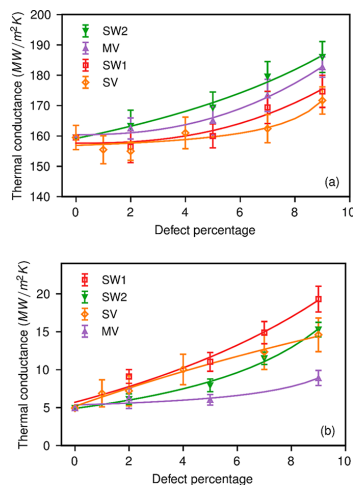 Thermal conductance (MW/m²K)
200
190
180
170
160
150
140
SW2
MV
SW1
SV
(a)
0 2 4 6 8 10
Defect percentage
Thermal conductance (MW/m²K)
20
15
10
5
0
SW1
SW2
SV
MV
(b)
0 2 4 6 8 10
Defect percentage